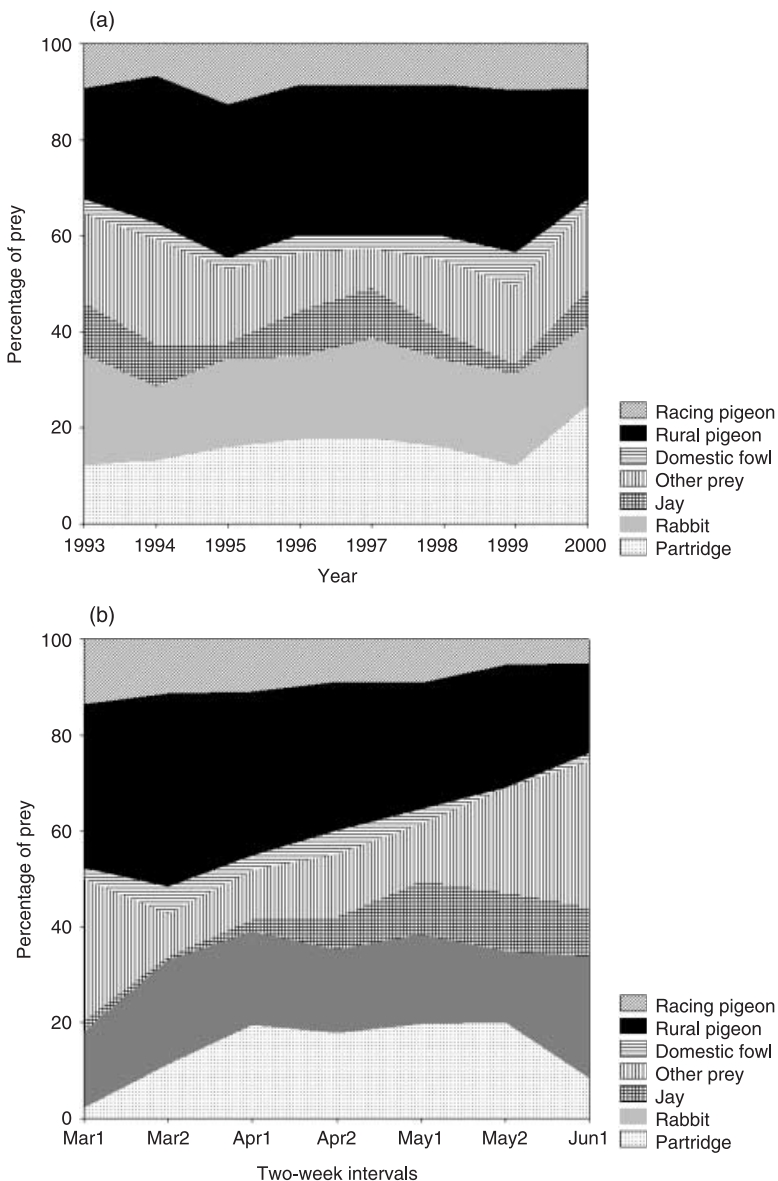 (a)
Percentage of prey
100
80
60
40
20
0
1993 1994 1995 1996 1997 1998 1999 2000
Year
Racing pigeon
Rural pigeon
Domestic fowl
Other prey
Jay
Rabbit
Partridge
(b)
Percentage of prey
100
80
60
40
20
0
Mar1 Mar2 Apr1 Apr2 May1 May2 Jun1
Two-week intervals
Racing pigeon
Rural pigeon
Domestic fowl
Other prey
Jay
Rabbit
Partridge